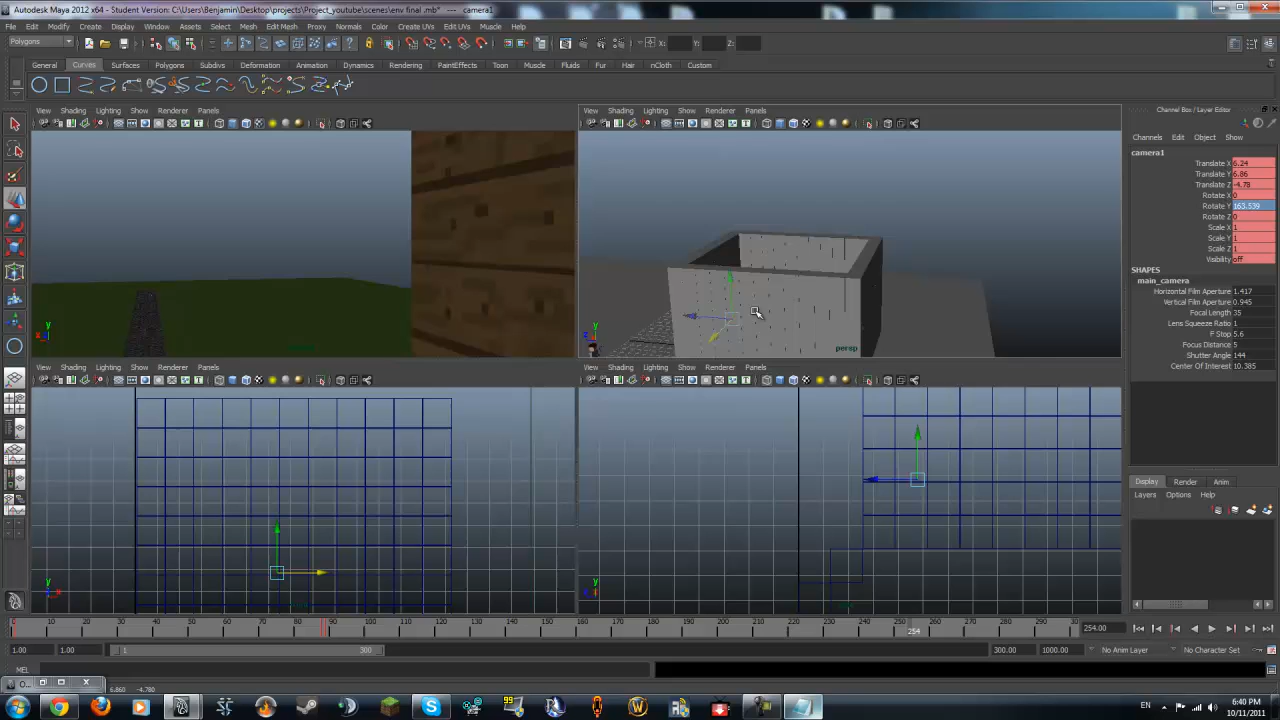 Autodesk Maya 2012 x64 - Student Version: C:\Users\Benjamin\Desktop\projects\Project_youtube\scenes\env final .mb* --- camera1
File Edit Modify Create Display Window Assets Select Mesh Edit Mesh Proxy Normals Color Create UVs Edit UVs Muscle Help
Polygons X: Y: Z:
General Curves Surfaces Polygons Subdivs Deformation Animation Dynamics Rendering PaintEffects Toon Muscle Fluids Fur Hair nCloth Custom
View Shading Lighting Show Renderer Panels
View Shading Lighting Show Renderer Panels
persp
View Shading Lighting Show Renderer Panels
View Shading Lighting Show Renderer Panels
Channel Box / Layer Editor
Channels Edit Object Show
camera1
Translate X 6.24
Translate Y 6.86
Translate Z -4.78
Rotate X 0
Rotate Y 163.539
Rotate Z 0
Scale X 1
Scale Y 1
Scale Z 1
Visibility off
SHAPES
main_camera
Horizontal Film Aperture 1.417
Vertical Film Aperture 0.945
Focal Length 35
Lens Squeeze Ratio 1
F Stop 5.6
Focus Distance 5
Shutter Angle 144
Center Of Interest 10.385
Display Render Anim
Layers Options Help
0 10 20 30 40 50 60 70 80 90 100 110 120 130 140 150 160 170 180 190 200 210 220 230 240 250 260 270 280 290 30
254
254.00
1.00 1.00 1 300 300.00 1000.00 No Anim Layer No Character Set
MEL
O...
6.860 -4.780
99
EN
6:40 PM
10/11/2011